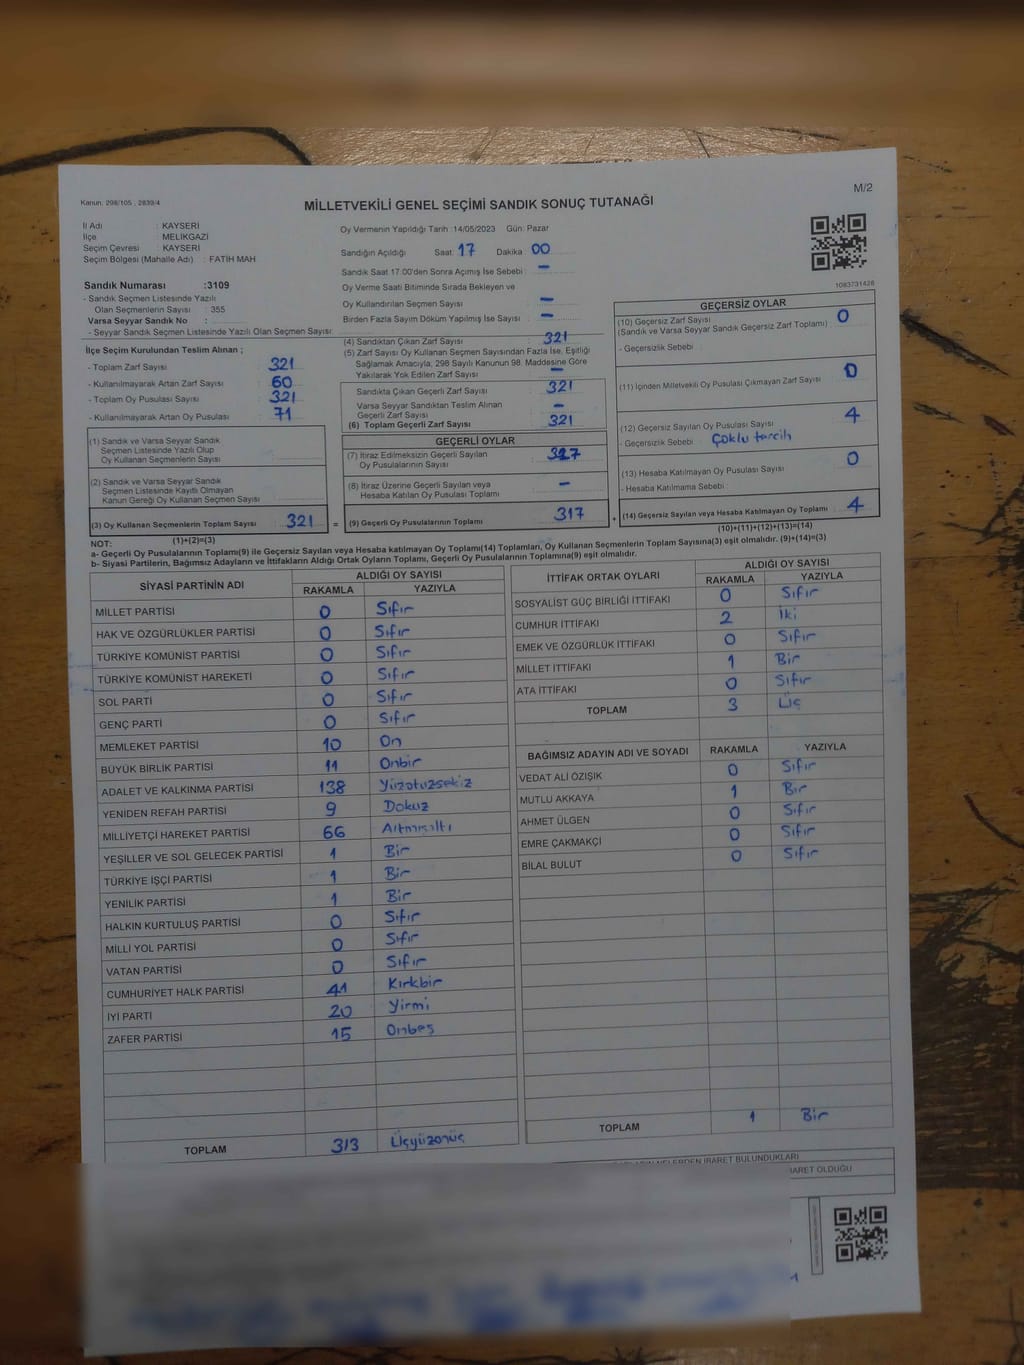 M/2
Kanun: 298/105 , 2839/4
MİLLETVEKİLİ GENEL SEÇİMİ SANDIK SONUÇ TUTANAĞI
İl Adı : KAYSERİ
İlçe : MELİKGAZİ
Seçim Çevresi : KAYSERİ
Seçim Bölgesi (Mahalle Adı) : FATİH MAH
Sandık Numarası :3109
- Sandık Seçmen Listesinde Yazılı
Olan Seçmenlerin Sayısı : 355
Varsa Seyyar Sandık No :
- Seyyar Sandık Seçmen Listesinde Yazılı Olan Seçmen Sayısı:
Oy Vermenin Yapıldığı Tarih :14/05/2023 Gün: Pazar
Sandığın Açıldığı Saat: 17 Dakika : 00
Sandık Saat 17:00'den Sonra Açılmış İse Sebebi : -
Oy Verme Saati Bitiminde Sırada Bekleyen ve
Oy Kullandırılan Seçmen Sayısı -
Birden Fazla Sayım Döküm Yapılmış İse Sayısı : -
1083731428
İlçe Seçim Kurulundan Teslim Alınan ;
- Toplam Zarf Sayısı : 321
- Kullanılmayarak Artan Zarf Sayısı : 60
- Toplam Oy Pusulası Sayısı : 321
- Kullanılmayarak Artan Oy Pusulası : 71
(1) Sandık ve Varsa Seyyar Sandık
Seçmen Listesinde Yazılı Olup
Oy Kullanan Seçmenlerin Sayısı :
(2) Sandık ve Varsa Seyyar Sandık
Seçmen Listesinde Kayıtlı Olmayan
Kanun Gereği Oy Kullanan Seçmen Sayısı :
(3) Oy Kullanan Seçmenlerin Toplam Sayısı : 321
(1)+(2)=(3)
(4) Sandıktan Çıkan Zarf Sayısı : 321
(5) Zarf Sayısı Oy Kullanan Seçmen Sayısından Fazla İse, Eşitliği
Sağlamak Amacıyla; 298 Sayılı Kanunun 98. Maddesine Göre
Yakılarak Yok Edilen Zarf Sayısı : -
Sandıkta Çıkan Geçerli Zarf Sayısı : 321
Varsa Seyyar Sandıktan Teslim Alınan
Geçerli Zarf Sayısı : -
(6) Toplam Geçerli Zarf Sayısı : 321
GEÇERLİ OYLAR
(7) İtiraz Edilmeksizin Geçerli Sayılan
Oy Pusulalarının Sayısı : 317
(8) İtiraz Üzerine Geçerli Sayılan veya
Hesaba Katılan Oy Pusulası Toplamı : -
= (9) Geçerli Oy Pusulalarının Toplamı : 317
GEÇERSİZ OYLAR
(10) Geçersiz Zarf Sayısı : 0
(Sandık ve Varsa Seyyar Sandık Geçersiz Zarf Toplamı)
- Geçersizlik Sebebi :
(11) İçinden Milletvekili Oy Pusulası Çıkmayan Zarf Sayısı : 0
(12) Geçersiz Sayılan Oy Pusulası Sayısı : 4
- Geçersizlik Sebebi : Çoklu tercih
(13) Hesaba Katılmayan Oy Pusulası Sayısı : 0
- Hesaba Katılmama Sebebi :
+ (14) Geçersiz Sayılan veya Hesaba Katılmayan Oy Toplamı : 4
(10)+(11)+(12)+(13)=(14)
NOT:
a- Geçerli Oy Pusulalarının Toplamı(9) ile Geçersiz Sayılan veya Hesaba katılmayan Oy Toplamı(14) Toplamları, Oy Kullanan Seçmenlerin Toplam Sayısına(3) eşit olmalıdır. (9)+(14)=(3)
b- Siyasi Partilerin, Bağımsız Adayların ve İttifakların Aldığı Ortak Oyların Toplamı, Geçerli Oy Pusulalarının Toplamına(9) eşit olmalıdır.
SİYASİ PARTİNİN ADI ALDIĞI OY SAYISI
RAKAMLA YAZIYLA
MİLLET PARTİSİ 0 Sıfır
HAK VE ÖZGÜRLÜKLER PARTİSİ 0 Sıfır
TÜRKİYE KOMÜNİST PARTİSİ 0 Sıfır
TÜRKİYE KOMÜNİST HAREKETİ 0 Sıfır
SOL PARTİ 0 Sıfır
GENÇ PARTİ 0 Sıfır
MEMLEKET PARTİSİ 10 On
BÜYÜK BİRLİK PARTİSİ 11 Onbir
ADALET VE KALKINMA PARTİSİ 138 Yüzotuzsekiz
YENİDEN REFAH PARTİSİ 9 Dokuz
MİLLİYETÇİ HAREKET PARTİSİ 66 Altmışaltı
YEŞİLLER VE SOL GELECEK PARTİSİ 1 Bir
TÜRKİYE İŞÇİ PARTİSİ 1 Bir
YENİLİK PARTİSİ 1 Bir
HALKIN KURTULUŞ PARTİSİ 0 Sıfır
MİLLİ YOL PARTİSİ 0 Sıfır
VATAN PARTİSİ 0 Sıfır
CUMHURİYET HALK PARTİSİ 41 Kırkbir
İYİ PARTİ 20 Yirmi
ZAFER PARTİSİ 15 Onbeş
TOPLAM 313 Üçyüzonüç
İTTİFAK ORTAK OYLARI ALDIĞI OY SAYISI
RAKAMLA YAZIYLA
SOSYALİST GÜÇ BİRLİĞİ İTTİFAKI 0 Sıfır
CUMHUR İTTİFAKI 2 İki
EMEK VE ÖZGÜRLÜK İTTİFAKI 0 Sıfır
MİLLET İTTİFAKI 1 Bir
ATA İTTİFAKI 0 Sıfır
TOPLAM 3 Üç
BAĞIMSIZ ADAYIN ADI VE SOYADI RAKAMLA YAZIYLA
VEDAT ALİ ÖZIŞIK 0 Sıfır
MUTLU AKKAYA 1 Bir
AHMET ÜLGEN 0 Sıfır
EMRE ÇAKMAKÇİ 0 Sıfır
BİLAL BULUT 0 Sıfır
TOPLAM 1 Bir
NELERDEN İBARET BULUNDUKLARI
OLDUĞU